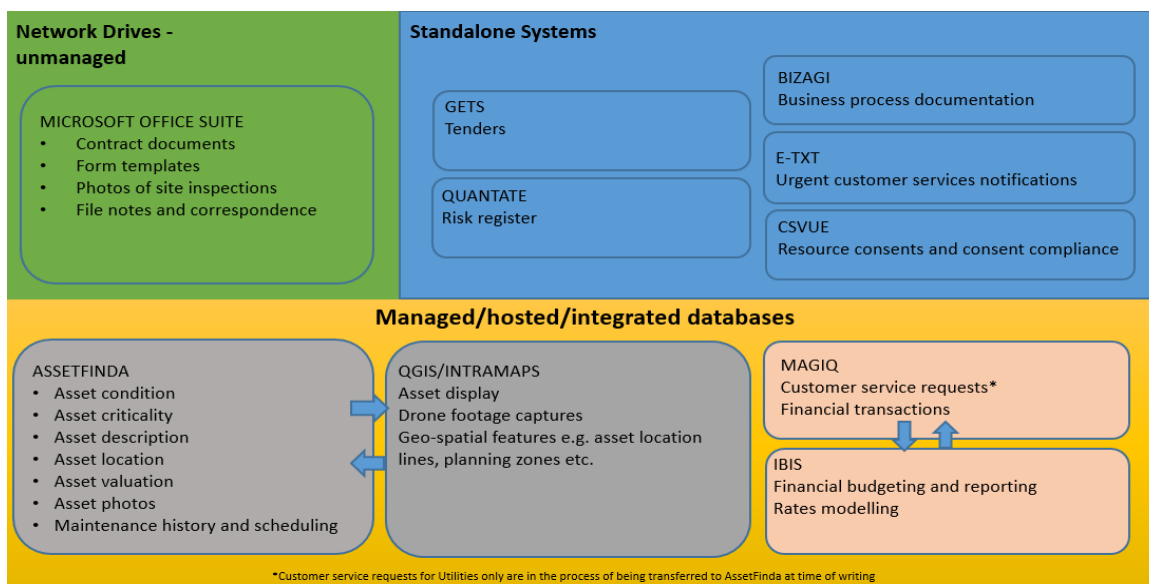 Network Drives -
unmanaged
MICROSOFT OFFICE SUITE
• Contract documents
• Form templates
• Photos of site inspections
• File notes and correspondence
Standalone Systems
GETS
Tenders
QUANTATE
Risk register
BIZAGI
Business process documentation
E-TXT
Urgent customer services notifications
CSVUE
Resource consents and consent compliance
Managed/hosted/integrated databases
ASSETFINDA
• Asset condition
• Asset criticality
• Asset description
• Asset location
• Asset valuation
• Asset photos
• Maintenance history and scheduling
QGIS/INTRAMAPS
Asset display
Drone footage captures
Geo-spatial features e.g. asset location
lines, planning zones etc.
MAGIQ
Customer service requests*
Financial transactions
IBIS
Financial budgeting and reporting
Rates modelling
*Customer service requests for Utilities only are in the process of being transferred to AssetFinda at time of writing